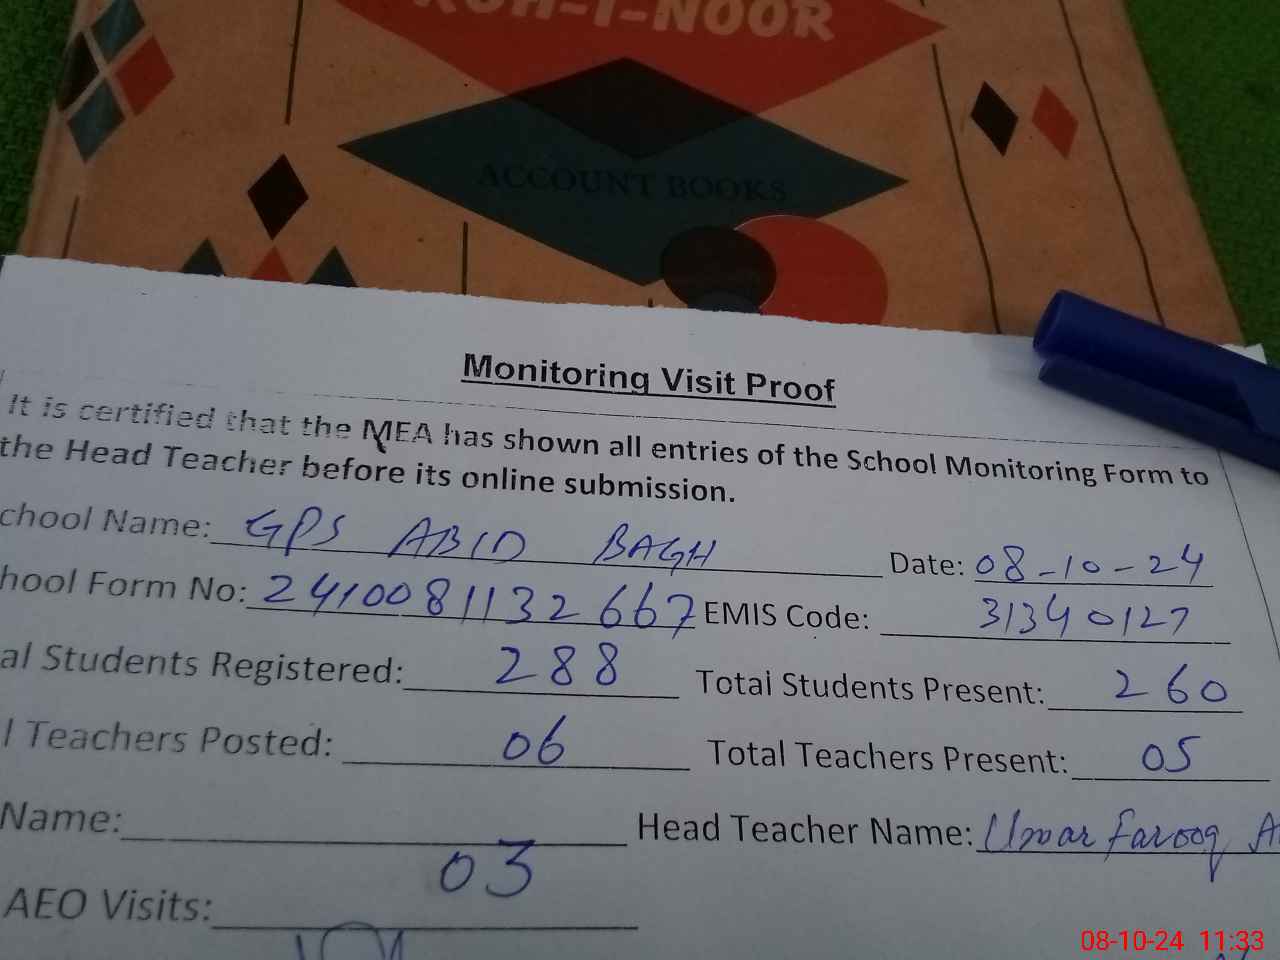 KOH-I-NOOR
ACCOUNT BOOKS
Monitoring Visit Proof
It is certified that the MEA has shown all entries of the School Monitoring Form to
the Head Teacher before its online submission.
chool Name: GPS ABID BAGH Date: 08-10-24
hool Form No: 2410081132667 EMIS Code: 31340127
al Students Registered: 288 Total Students Present: 260
l Teachers Posted: 06 Total Teachers Present: 05
Name: Head Teacher Name: Umar Farooq A
AEO Visits: 03
08-10-24 11:33